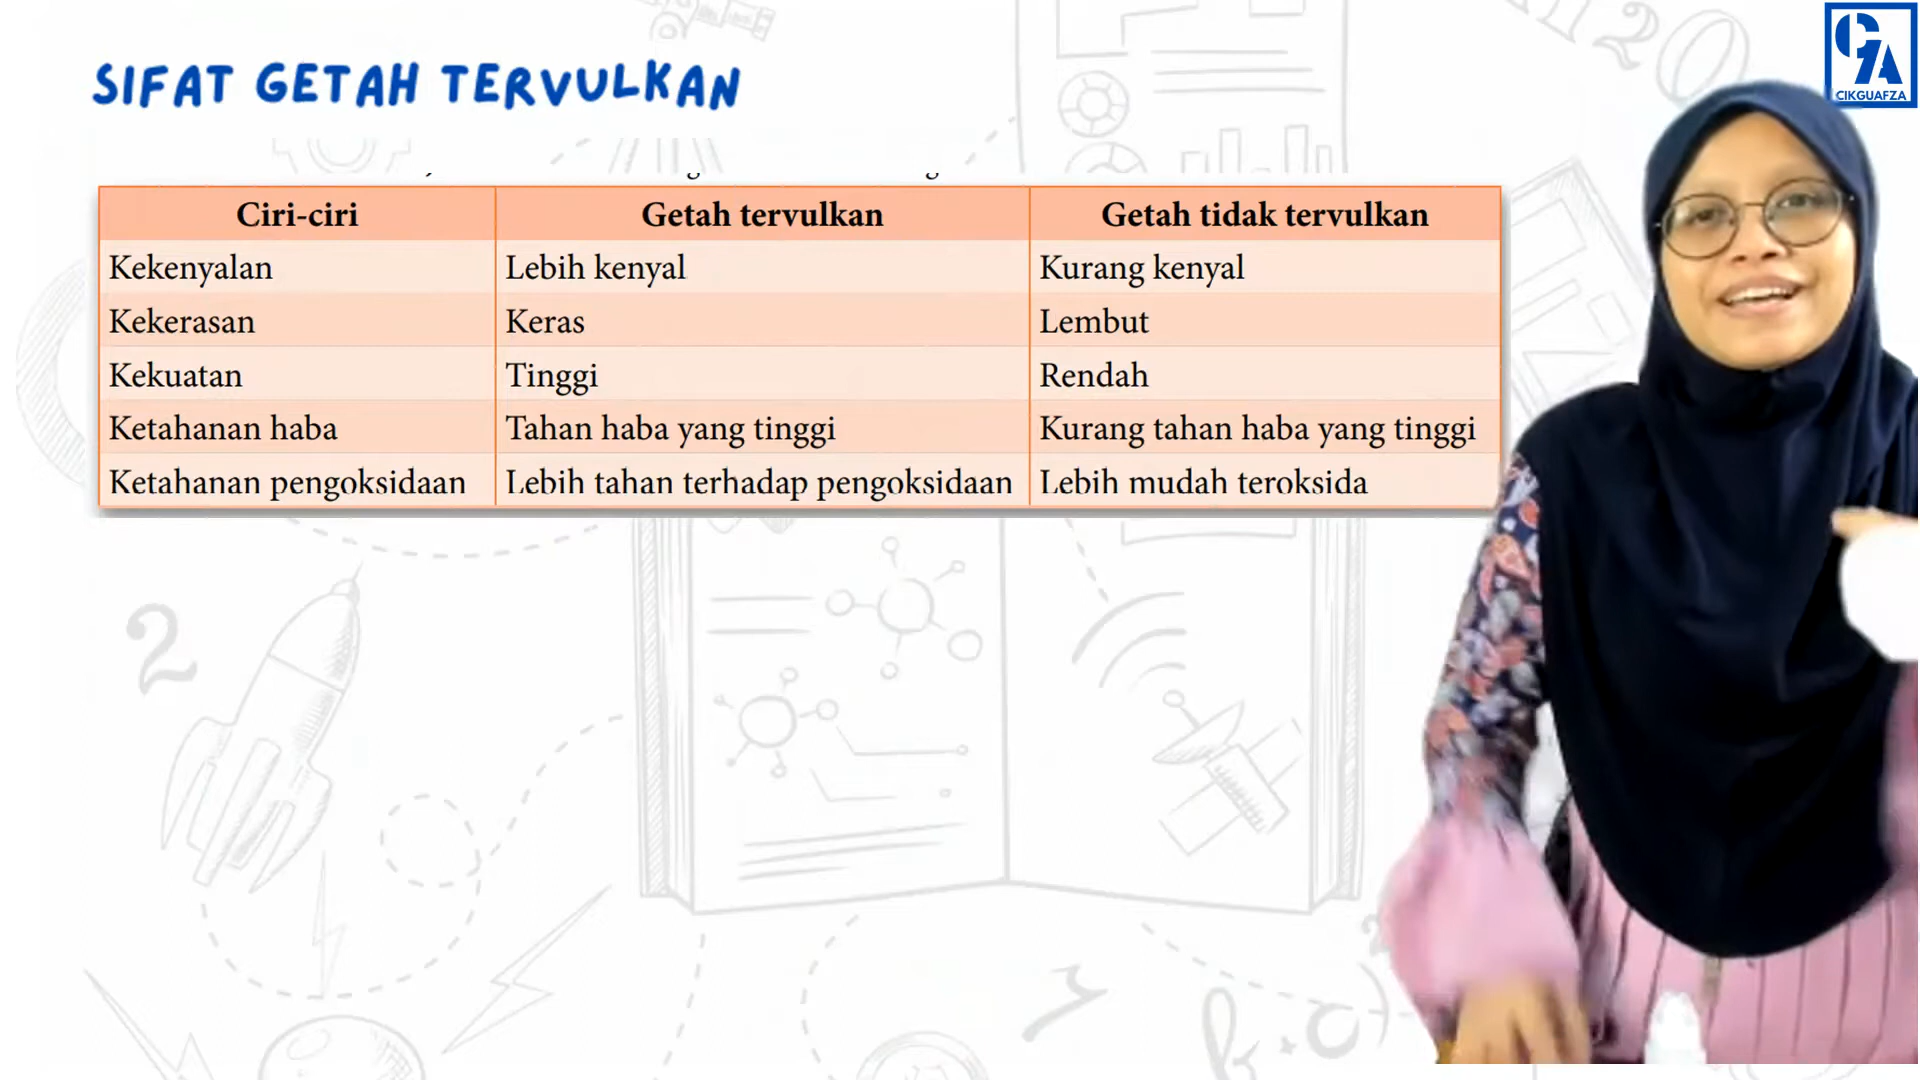 SIFAT GETAH TERVULKAN
CIKGUAFZA
Ciri-ciri Getah tervulkan Getah tidak tervulkan
Kekenyalan Lebih kenyal Kurang kenyal
Kekerasan Keras Lembut
Kekuatan Tinggi Rendah
Ketahanan haba Tahan haba yang tinggi Kurang tahan haba yang tinggi
Ketahanan pengoksidaan Lebih tahan terhadap pengoksidaan Lebih mudah teroksida
2